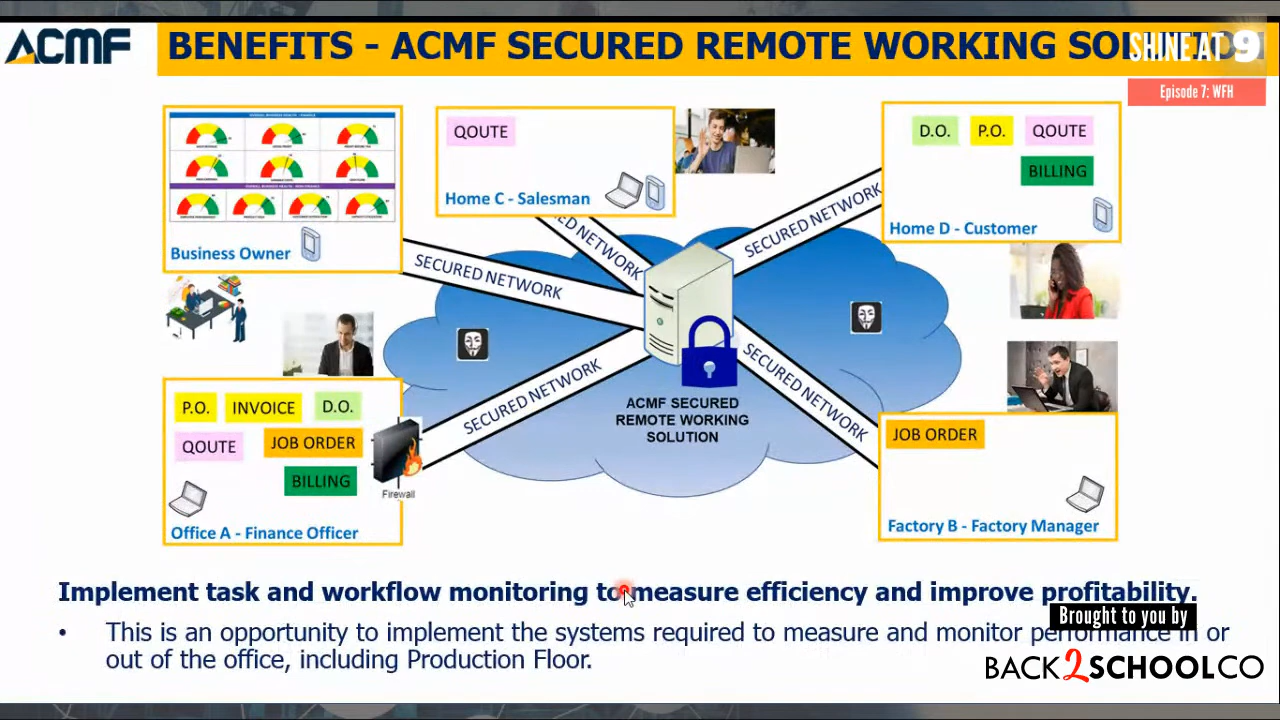 ACMF
BENEFITS - ACMF SECURED REMOTE WORKING
SHINE AT 9
Episode 7: WFH
Business Owner
QOUTE
Home C - Salesman
D.O. P.O. QOUTE
BILLING
Home D - Customer
SECURED NETWORK
NETWORK
SECURED NETWORK
SECURED NETWORK
SECURED NETWORK
ACMF SECURED
REMOTE WORKING
SOLUTION
P.O. INVOICE D.O.
QOUTE JOB ORDER
BILLING
Firewall
Office A - Finance Officer
JOB ORDER
Factory B - Factory Manager
Implement task and workflow monitoring to measure efficiency and improve profitability.
• This is an opportunity to implement the systems required to measure and monitor performance in or
out of the office, including Production Floor.
Brought to you by
BACK2SCHOOLCO